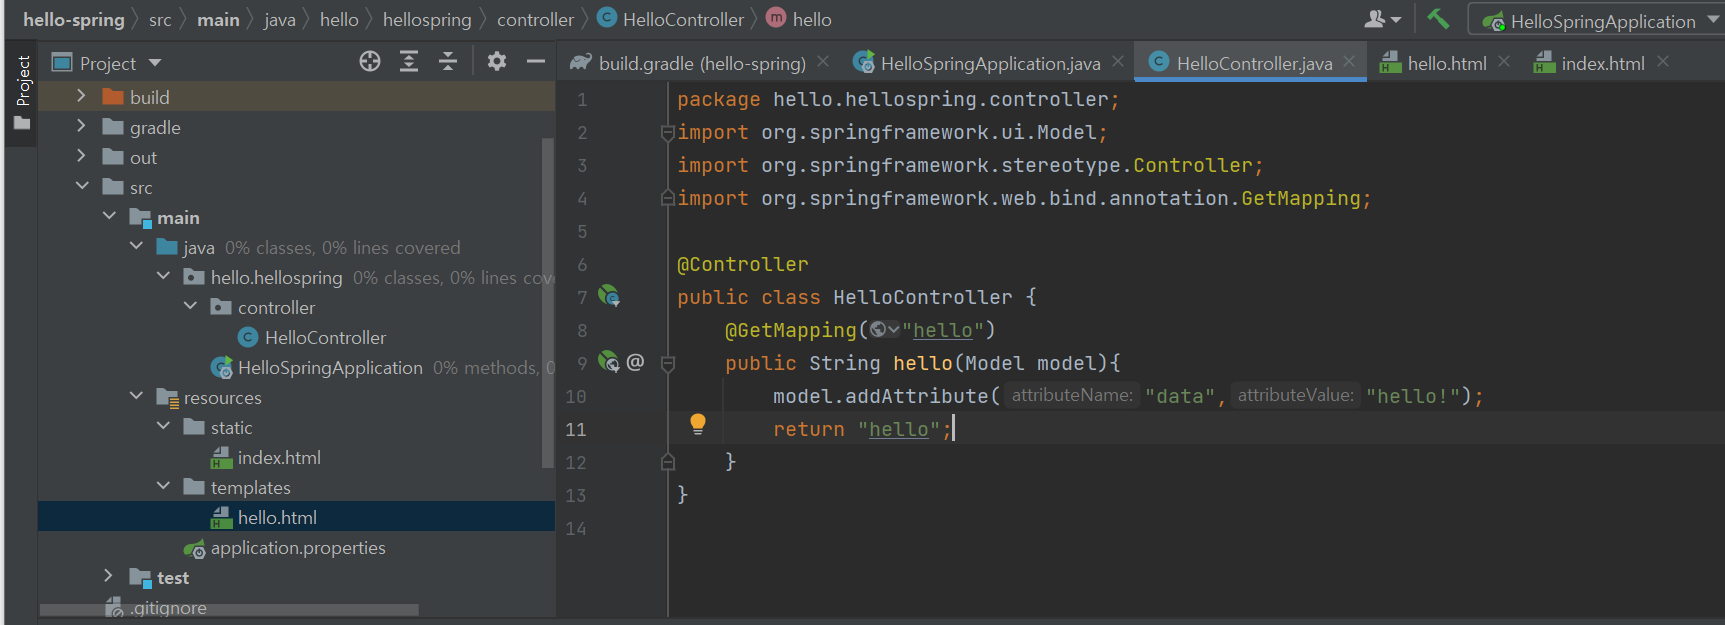 hello-spring src main java hello hellospring controller HelloController hello HelloSpringApplication
Project
Project
build.gradle (hello-spring) HelloSpringApplication.java HelloController.java hello.html index.html
build
gradle
out
src
main
java 0% classes, 0% lines covered
hello.hellospring 0% classes, 0% lines cov
controller
HelloController
HelloSpringApplication 0% methods, 0
resources
static
index.html
templates
hello.html
application.properties
test
.gitignore
1 package hello.hellospring.controller;
2 import org.springframework.ui.Model;
3 import org.springframework.stereotype.Controller;
4 import org.springframework.web.bind.annotation.GetMapping;
5
6 @Controller
7 public class HelloController {
8 @GetMapping("hello")
9 @ public String hello(Model model){
10 model.addAttribute( attributeName: "data", attributeValue: "hello!");
11 return "hello";
12 }
13 }
14